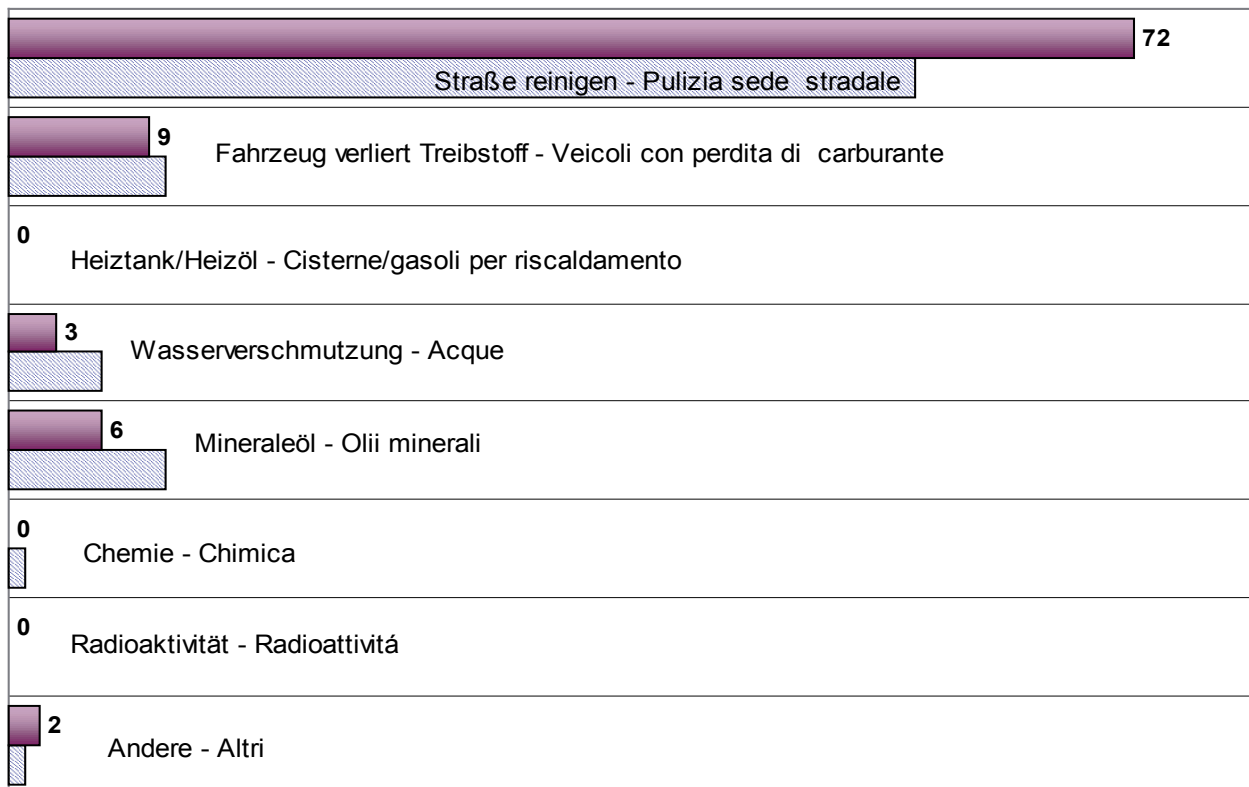 72
Straße reinigen - Pulizia sede stradale
9
Fahrzeug verliert Treibstoff - Veicoli con perdita di carburante
0
Heiztank/Heizöl - Cisterne/gasoli per riscaldamento
3
Wasserverschmutzung - Acque
6
Mineraleöl - Olii minerali
0
Chemie - Chimica
0
Radioaktivität - Radioattivitá
2
Andere - Altri